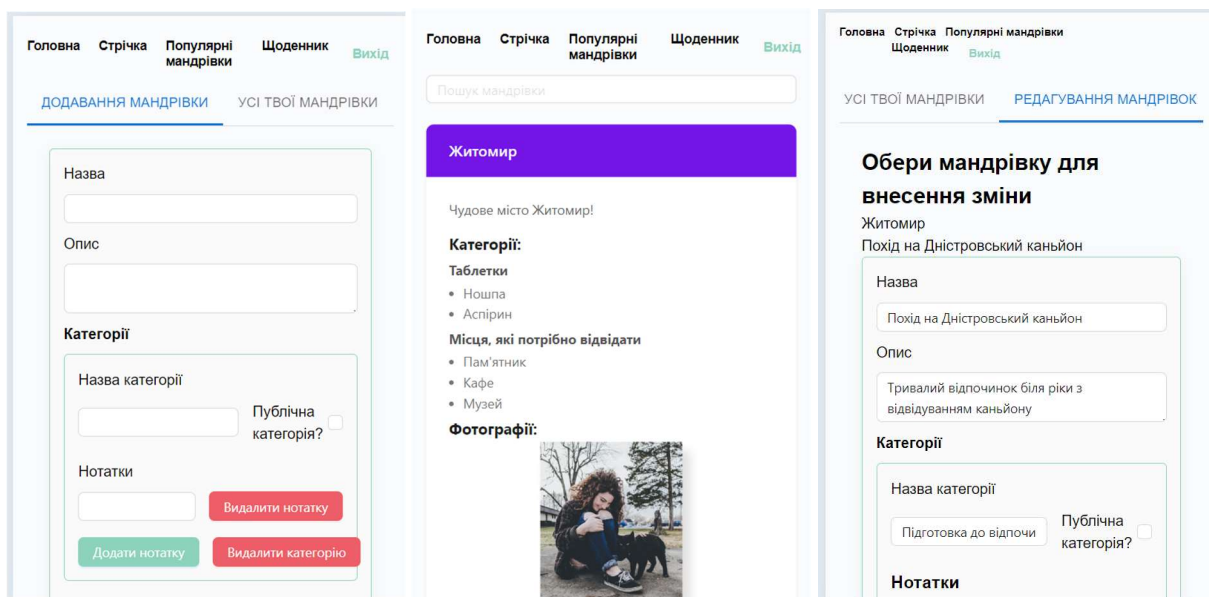 Головна Стрічка Популярні мандрівки Щоденник Вихід
ДОДАВАННЯ МАНДРІВКИ УСІ ТВОЇ МАНДРІВКИ
Назва
Опис
Категорії
Назва категорії
Публічна
категорія?
Нотатки
Видалити нотатку
Додати нотатку Видалити категорію
Головна Стрічка Популярні мандрівки Щоденник Вихід
Пошук мандрівки
Житомир
Чудове місто Житомир!
Категорії:
Таблетки
• Ношпа
• Аспірин
Місця, які потрібно відвідати
• Пам'ятник
• Кафе
• Музей
Фотографії:
Головна Стрічка Популярні мандрівки
Щоденник Вихід
УСІ ТВОЇ МАНДРІВКИ РЕДАГУВАННЯ МАНДРІВОК
Обери мандрівку для
внесення зміни
Житомир
Похід на Дністровський каньйон
Назва
Похід на Дністровський каньйон
Опис
Тривалий відпочинок біля ріки з
відвідуванням каньйону
Категорії
Назва категорії
Підготовка до відпочи
Публічна
категорія?
Нотатки